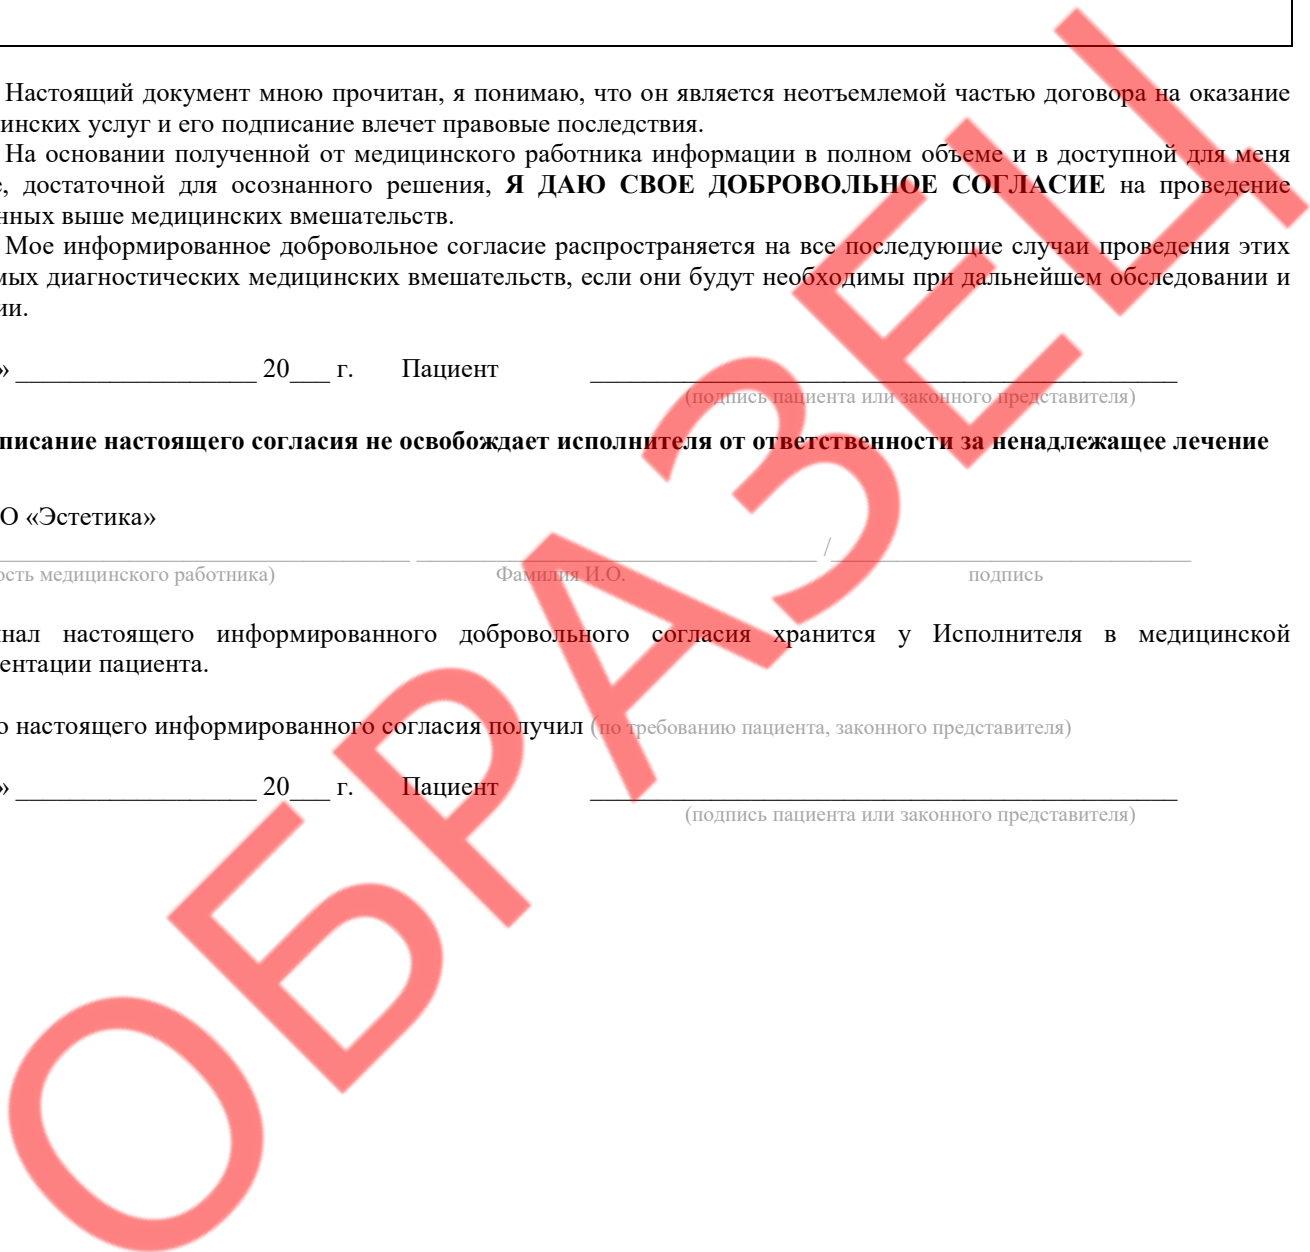 Настоящий документ мною прочитан, я понимаю, что он является неотъемлемой частью договора на оказание
инских услуг и его подписание влечет правовые последствия.
На основании полученной от медицинского работника информации в полном объеме и в доступной для меня
е, достаточной для осознанного решения, Я ДАЮ СВОЕ ДОБРОВОЛЬНОЕ СОГЛАСИЕ на проведение
нных выше медицинских вмешательств.
Мое информированное добровольное согласие распространяется на все последующие случаи проведения этих
мых диагностических медицинских вмешательств, если они будут необходимы при дальнейшем обследовании и
ии.
» __________________ 20___ г. Пациент ____________________________________________
(подпись пациента или законного представителя)
писание настоящего согласия не освобождает исполнителя от ответственности за ненадлежащее лечение
О «Эстетика»
_______________________________ ______________________________ /___________________________
ость медицинского работника) Фамилия И.О. подпись
нал настоящего информированного добровольного согласия хранится у Исполнителя в медицинской
ентации пациента.
о настоящего информированного согласия получил (по требованию пациента, законного представителя)
» __________________ 20___ г. Пациент ____________________________________________
(подпись пациента или законного представителя)
ОБРАЗЕЦ